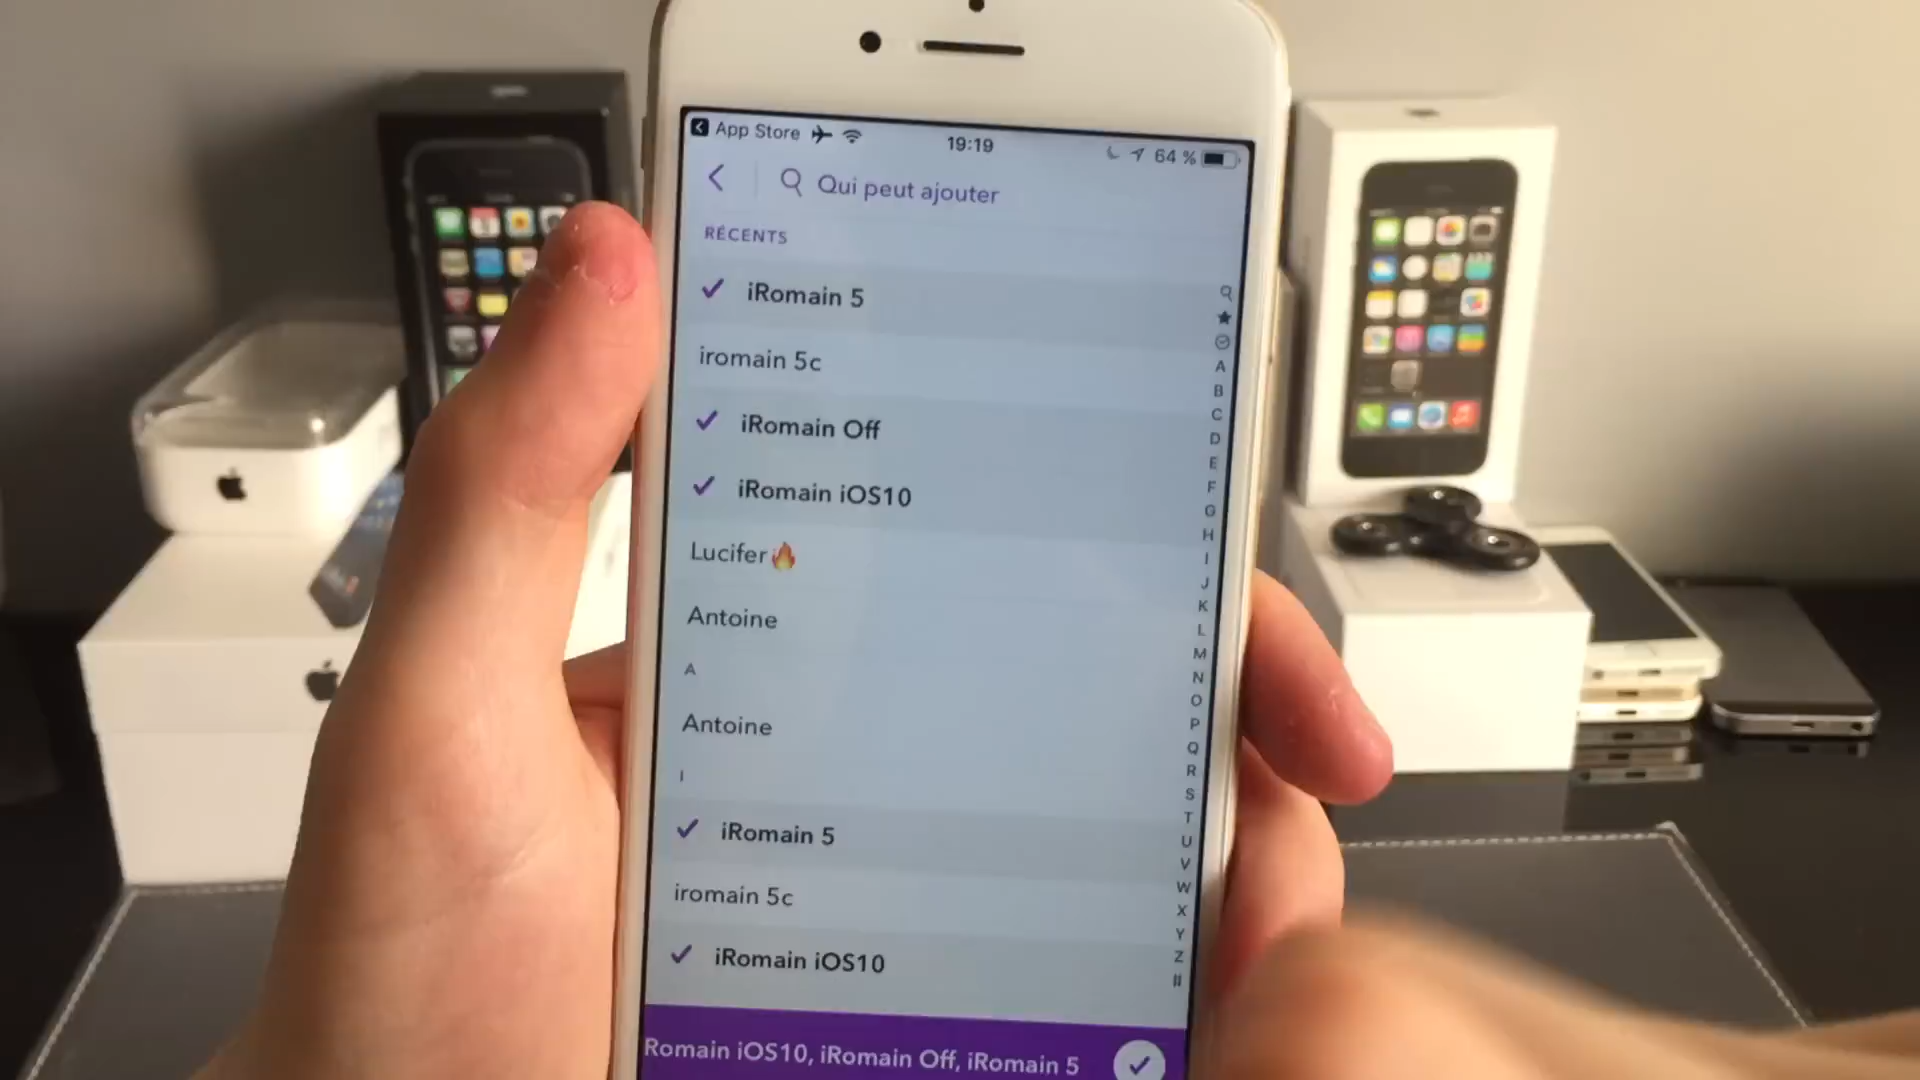 App Store
19:19
64 %
Qui peut ajouter
RÉCENTS
iRomain 5
iromain 5c
iRomain Off
iRomain iOS10
Lucifer🔥
Antoine
A
Antoine
I
iRomain 5
iromain 5c
iRomain iOS10
Romain iOS10, iRomain Off, iRomain 5
A
B
C
D
E
F
G
H
I
J
K
L
M
N
O
P
Q
R
S
T
U
V
W
X
Y
Z
#